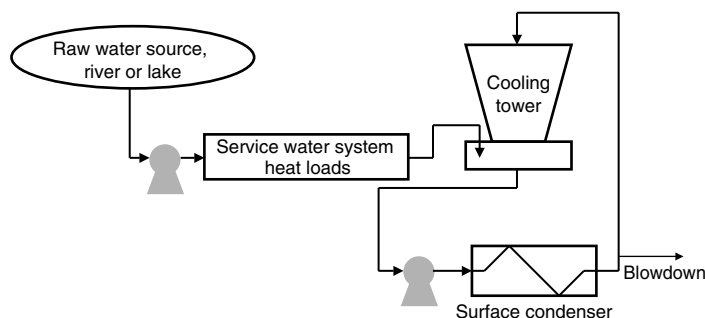 Raw water source,
river or lake
Cooling
tower
Service water system
heat loads
Blowdown
Surface condenser